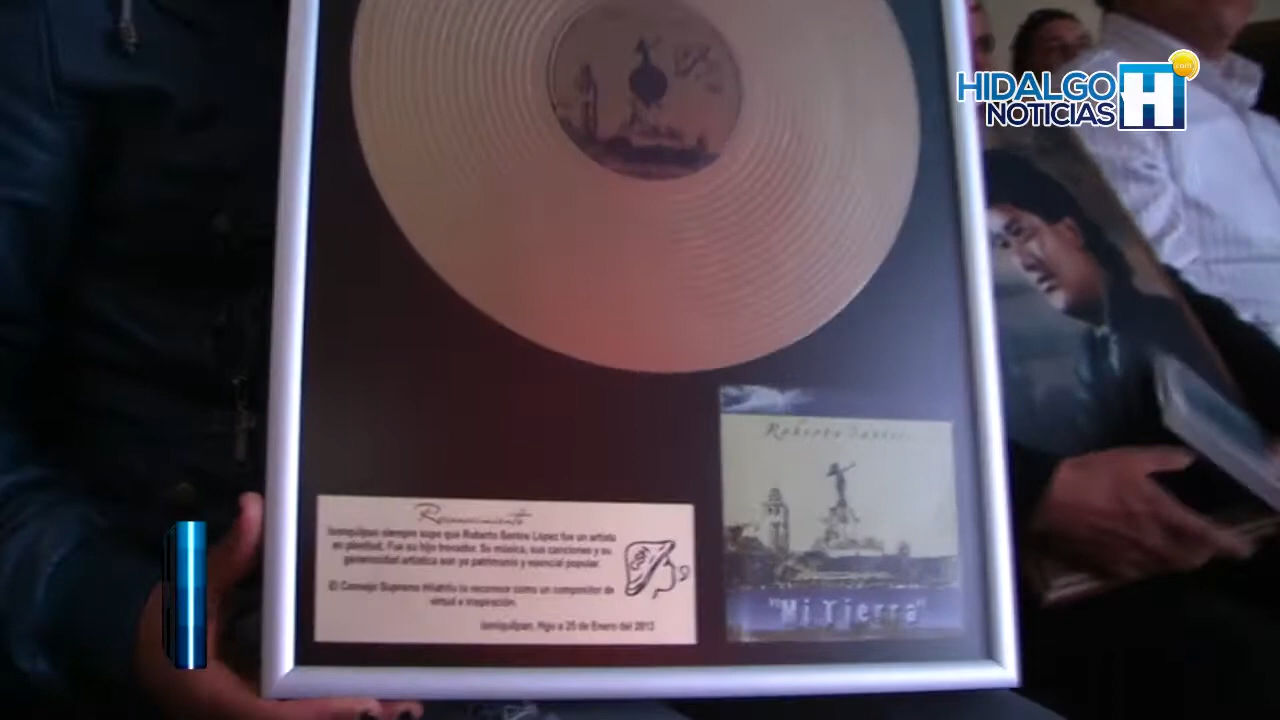 HIDALGO
NOTICIAS
.com
H
Roberto Santos
"Mi Tierra"
Reconocimiento
Ixmiquilpan siempre supo que Roberto Santos López fue un artista
en plenitud. Fue su hijo trovador. Su música, sus canciones y su
generosidad artística son ya patrimonio y esencial popular.
El Consejo Supremo Hñahñu lo reconoce como un compositor de
virtud e inspiración.
Ixmiquilpan, Hgo a 25 de Enero del 2013